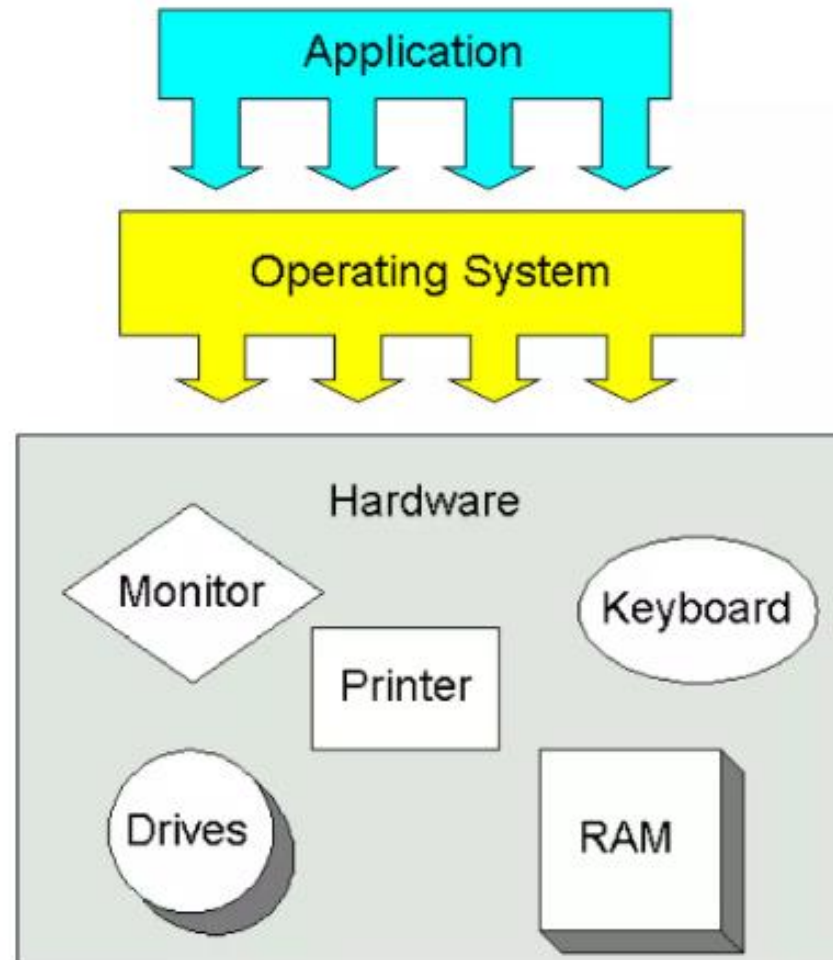 Application
Operating System
Hardware
Monitor
Keyboard
Printer
Drives
RAM